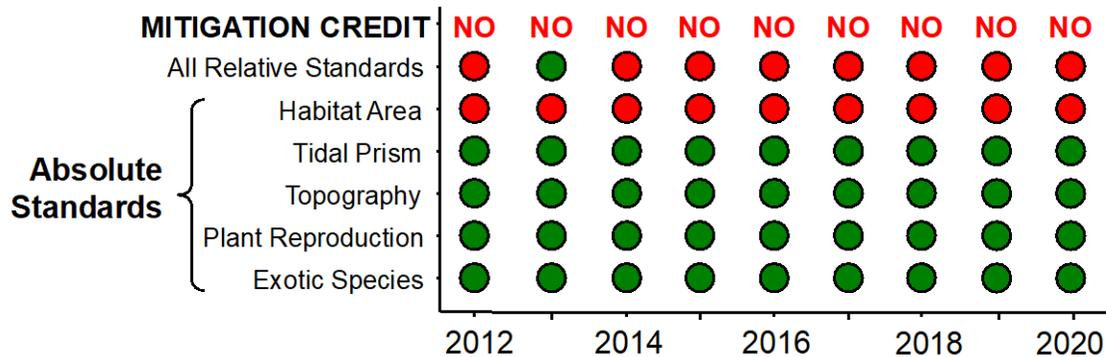 MITIGATION CREDIT NO NO NO NO NO NO NO NO NO
All Relative Standards
Habitat Area
Tidal Prism
Absolute
Standards
Topography
Plant Reproduction
Exotic Species
2012 2014 2016 2018 2020